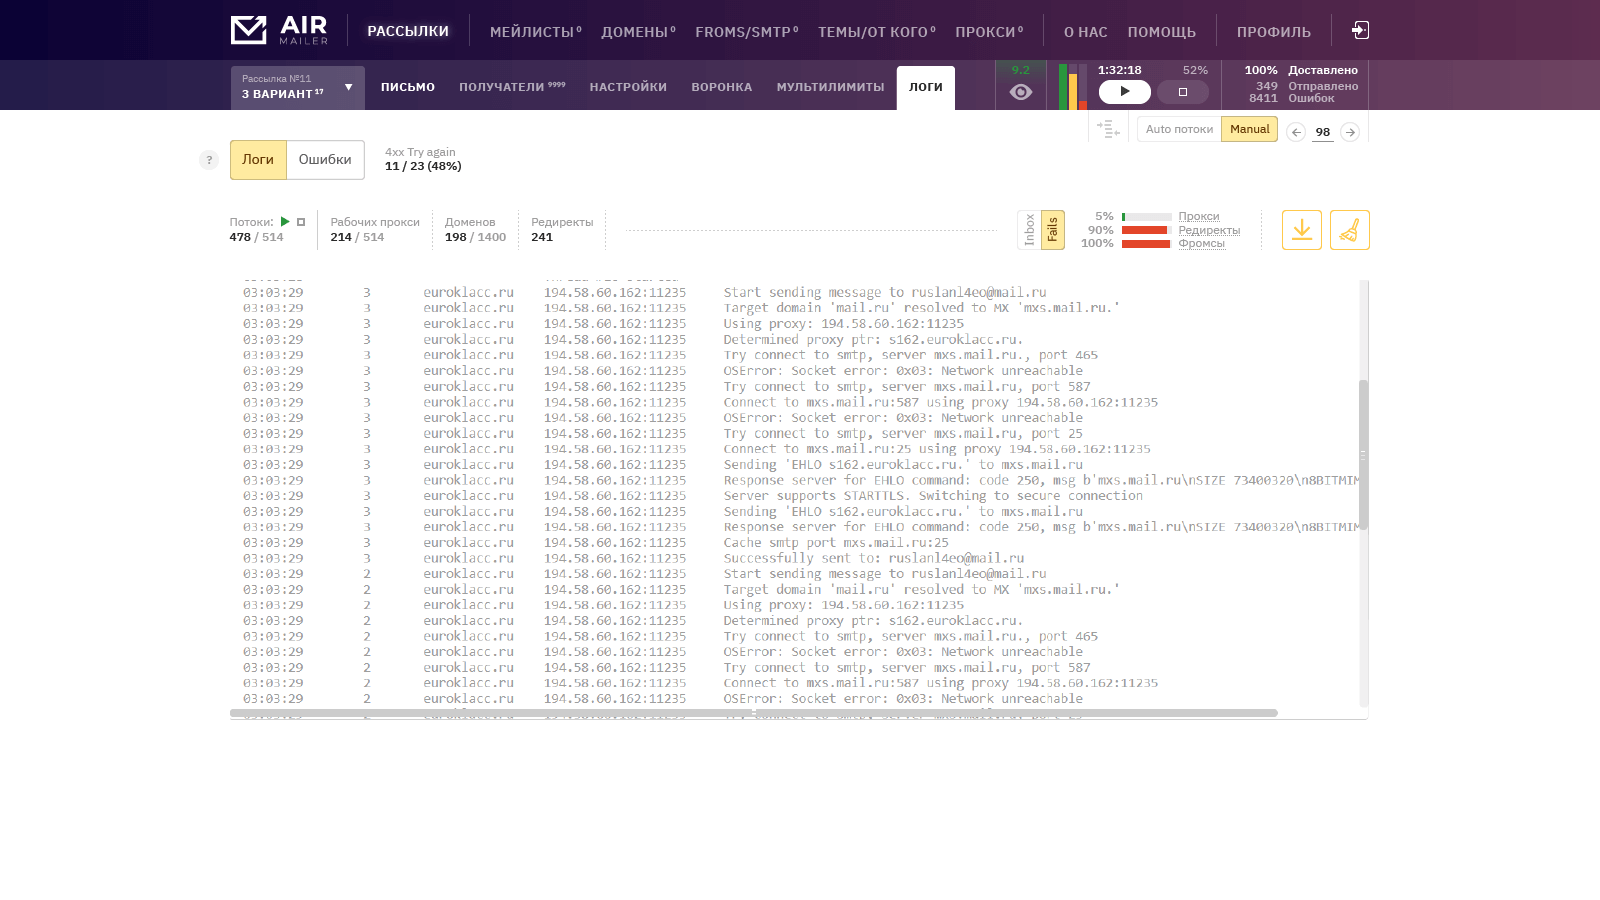 AIR MAILER
РАССЫЛКИ МЕЙЛИСТЫ 0 ДОМЕНЫ 0 FROMS/SMTP 0 ТЕМЫ/ОТ КОГО 0 ПРОКСИ 0 О НАС ПОМОЩЬ ПРОФИЛЬ
Рассылка №11
3 ВАРИАНТ 17 ▼
ПИСЬМО ПОЛУЧАТЕЛИ 9999 НАСТРОЙКИ ВОРОНКА МУЛЬТИЛИМИТЫ ЛОГИ
9.2
1:32:18 52%
100% Доставлено
349 Отправлено
8411 Ошибок
Auto потоки Manual ← 98 →
? Логи Ошибки
4xx Try again
11 / 23 (48%)
Потоки:
478 / 514
Рабочих прокси
214 / 514
Доменов
198 / 1400
Редиректы
241
Inbox
Fails
5% Прокси
90% Редиректы
100% Фромсы
03:03:29 3 euroklacc.ru 194.58.60.162:11235 Start sending message to ruslanl4eo@mail.ru
03:03:29 3 euroklacc.ru 194.58.60.162:11235 Target domain 'mail.ru' resolved to MX 'mxs.mail.ru.'
03:03:29 3 euroklacc.ru 194.58.60.162:11235 Using proxy: 194.58.60.162:11235
03:03:29 3 euroklacc.ru 194.58.60.162:11235 Determined proxy ptr: s162.euroklacc.ru.
03:03:29 3 euroklacc.ru 194.58.60.162:11235 Try connect to smtp, server mxs.mail.ru., port 465
03:03:29 3 euroklacc.ru 194.58.60.162:11235 OSError: Socket error: 0x03: Network unreachable
03:03:29 3 euroklacc.ru 194.58.60.162:11235 Try connect to smtp, server mxs.mail.ru, port 587
03:03:29 3 euroklacc.ru 194.58.60.162:11235 Connect to mxs.mail.ru:587 using proxy 194.58.60.162:11235
03:03:29 3 euroklacc.ru 194.58.60.162:11235 OSError: Socket error: 0x03: Network unreachable
03:03:29 3 euroklacc.ru 194.58.60.162:11235 Try connect to smtp, server mxs.mail.ru, port 25
03:03:29 3 euroklacc.ru 194.58.60.162:11235 Connect to mxs.mail.ru:25 using proxy 194.58.60.162:11235
03:03:29 3 euroklacc.ru 194.58.60.162:11235 Sending 'EHLO s162.euroklacc.ru.' to mxs.mail.ru
03:03:29 3 euroklacc.ru 194.58.60.162:11235 Response server for EHLO command: code 250, msg b'mxs.mail.ru\nSIZE 73400320\n8BITMIM
03:03:29 3 euroklacc.ru 194.58.60.162:11235 Server supports STARTTLS. Switching to secure connection
03:03:29 3 euroklacc.ru 194.58.60.162:11235 Sending 'EHLO s162.euroklacc.ru.' to mxs.mail.ru
03:03:29 3 euroklacc.ru 194.58.60.162:11235 Response server for EHLO command: code 250, msg b'mxs.mail.ru\nSIZE 73400320\n8BITMIM
03:03:29 3 euroklacc.ru 194.58.60.162:11235 Cache smtp port mxs.mail.ru:25
03:03:29 3 euroklacc.ru 194.58.60.162:11235 Successfully sent to: ruslanl4eo@mail.ru
03:03:29 2 euroklacc.ru 194.58.60.162:11235 Start sending message to ruslanl4eo@mail.ru
03:03:29 2 euroklacc.ru 194.58.60.162:11235 Target domain 'mail.ru' resolved to MX 'mxs.mail.ru.'
03:03:29 2 euroklacc.ru 194.58.60.162:11235 Using proxy: 194.58.60.162:11235
03:03:29 2 euroklacc.ru 194.58.60.162:11235 Determined proxy ptr: s162.euroklacc.ru.
03:03:29 2 euroklacc.ru 194.58.60.162:11235 Try connect to smtp, server mxs.mail.ru., port 465
03:03:29 2 euroklacc.ru 194.58.60.162:11235 OSError: Socket error: 0x03: Network unreachable
03:03:29 2 euroklacc.ru 194.58.60.162:11235 Try connect to smtp, server mxs.mail.ru, port 587
03:03:29 2 euroklacc.ru 194.58.60.162:11235 Connect to mxs.mail.ru:587 using proxy 194.58.60.162:11235
03:03:29 2 euroklacc.ru 194.58.60.162:11235 OSError: Socket error: 0x03: Network unreachable